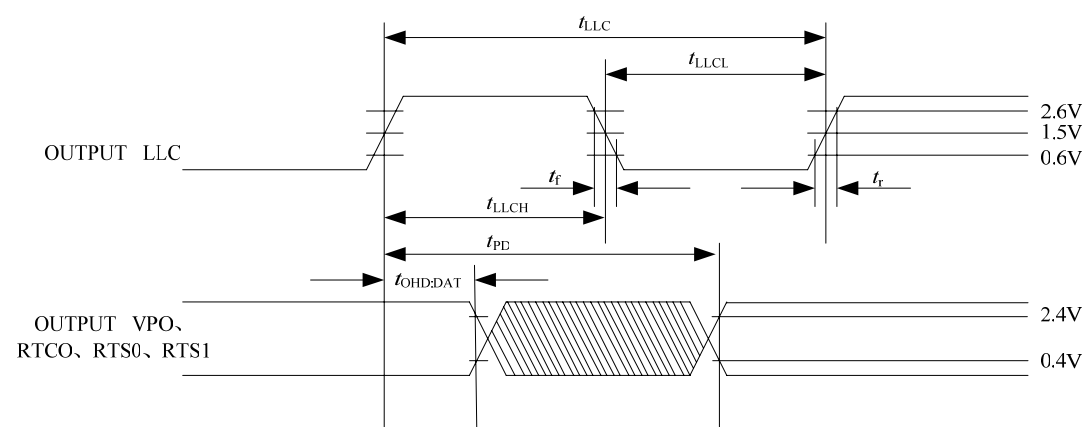 tLLC
tLLCL
2.6V
1.5V
0.6V
OUTPUT LLC
tf
tr
tLLCH
tPD
tOHD;DAT
OUTPUT VPO、
RTCO、RTS0、RTS1
2.4V
0.4V